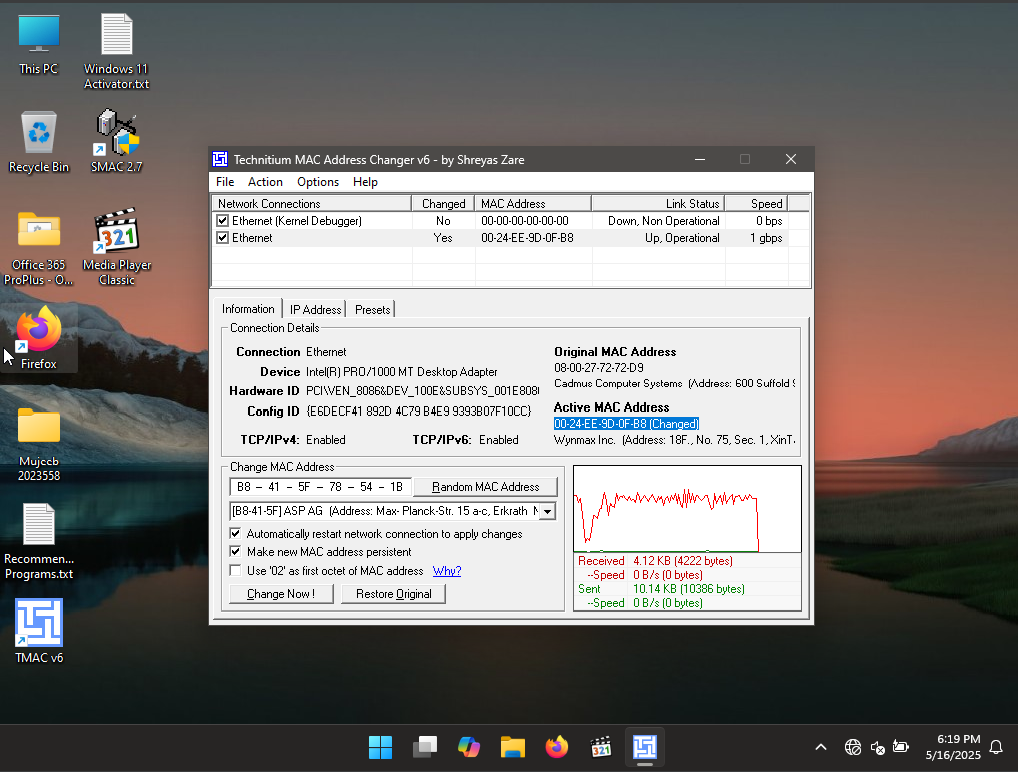 This PC
Windows 11
Activator.txt
Recycle Bin
SMAC 2.7
Office 365
ProPlus - O...
321
Media Player
Classic
Firefox
Mujeeb
2023558
Recommen...
Programs.txt
TMAC v6
Technitium MAC Address Changer v6 - by Shreyas Zare
File Action Options Help
Network Connections Changed MAC Address Link Status Speed
Ethernet (Kernel Debugger) No 00-00-00-00-00-00 Down, Non Operational 0 bps
Ethernet Yes 00-24-EE-9D-0F-B8 Up, Operational 1 gbps
Information IP Address Presets
Connection Details
Connection Ethernet
Device Intel(R) PRO/1000 MT Desktop Adapter
Hardware ID PCI\VEN_8086&DEV_100E&SUBSYS_001E8086
Config ID {E6DECF41 892D 4C79 B4E9 9393B07F10CC}
TCP/IPv4: Enabled TCP/IPv6: Enabled
Original MAC Address
08-00-27-72-72-D9
Cadmus Computer Systems (Address: 600 Suffold S
Active MAC Address
00-24-EE-9D-0F-B8 (Changed)
Wynmax Inc. (Address: 18F., No. 75, Sec. 1, XinT
Change MAC Address
B8 - 41 - 5F - 78 - 54 - 1B Random MAC Address
[B8-41-5F] ASP AG (Address: Max- Planck-Str. 15 a-c, Erkrath N
Automatically restart network connection to apply changes
Make new MAC address persistent
Use '02' as first octet of MAC address Why?
Change Now ! Restore Original
Received 4.12 KB (4222 bytes)
--Speed 0 B/s (0 bytes)
Sent 10.14 KB (10386 bytes)
--Speed 0 B/s (0 bytes)
321
6:19 PM
5/16/2025